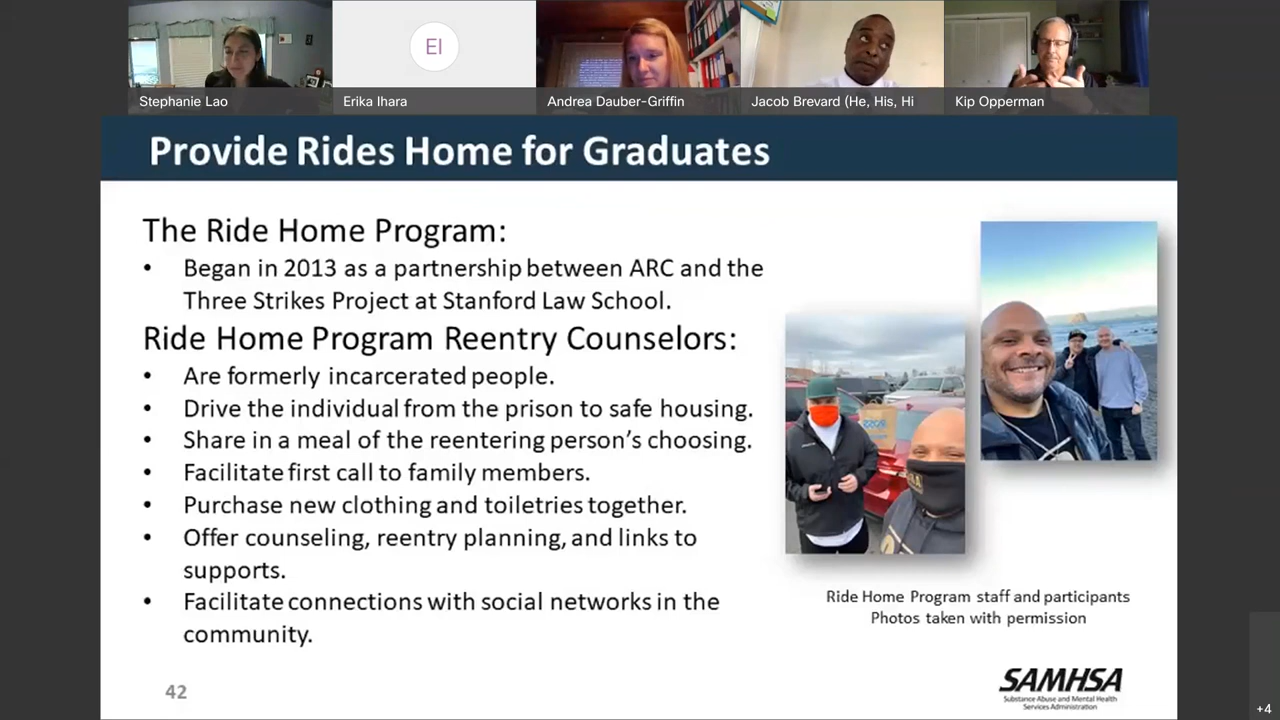 EI
Stephanie Lao
Erika Ihara
Andrea Dauber-Griffin
Jacob Brevard (He, His, Hi
Kip Opperman
Provide Rides Home for Graduates
The Ride Home Program:
• Began in 2013 as a partnership between ARC and the
Three Strikes Project at Stanford Law School.
Ride Home Program Reentry Counselors:
• Are formerly incarcerated people.
• Drive the individual from the prison to safe housing.
• Share in a meal of the reentering person’s choosing.
• Facilitate first call to family members.
• Purchase new clothing and toiletries together.
• Offer counseling, reentry planning, and links to
supports.
• Facilitate connections with social networks in the
community.
Ride Home Program staff and participants
Photos taken with permission
42
SAMHSA
Substance Abuse and Mental Health
Services Administration
+4